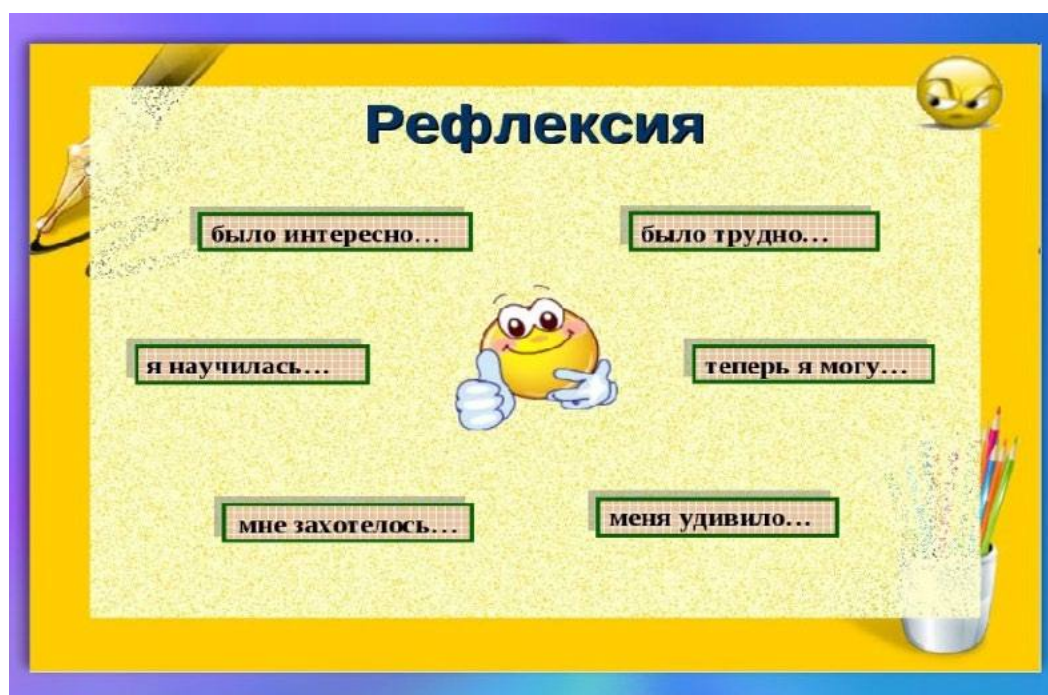 Рефлексия
было интересно...
было трудно...
я научилась...
теперь я могу...
мне захотелось...
меня удивило...